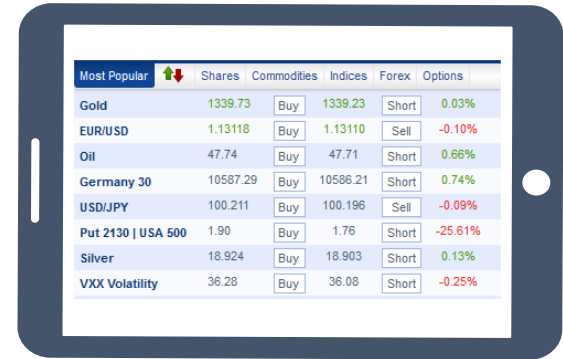 Most Popular Shares Commodities Indices Forex Options
Gold 1339.73 Buy 1339.23 Short 0.03%
EUR/USD 1.13118 Buy 1.13110 Sell -0.10%
Oil 47.74 Buy 47.71 Short 0.66%
Germany 30 10587.29 Buy 10586.21 Short 0.74%
USD/JPY 100.211 Buy 100.196 Sell -0.09%
Put 2130 | USA 500 1.90 Buy 1.76 Short -25.61%
Silver 18.924 Buy 18.903 Short 0.13%
VXX Volatility 36.28 Buy 36.08 Short -0.25%